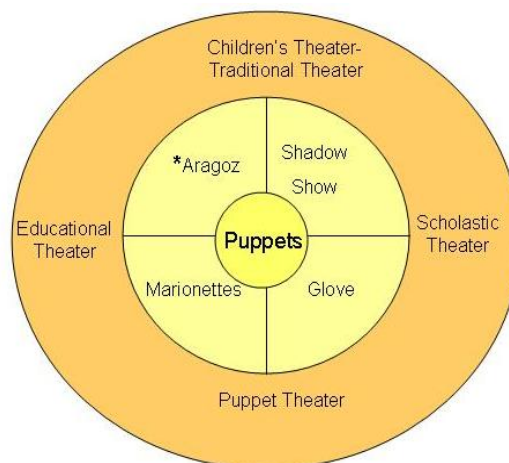 Children's Theater-
Traditional Theater
*Aragoz
Shadow
Show
Educational
Theater
Puppets
Scholastic
Theater
Marionettes
Glove
Puppet Theater